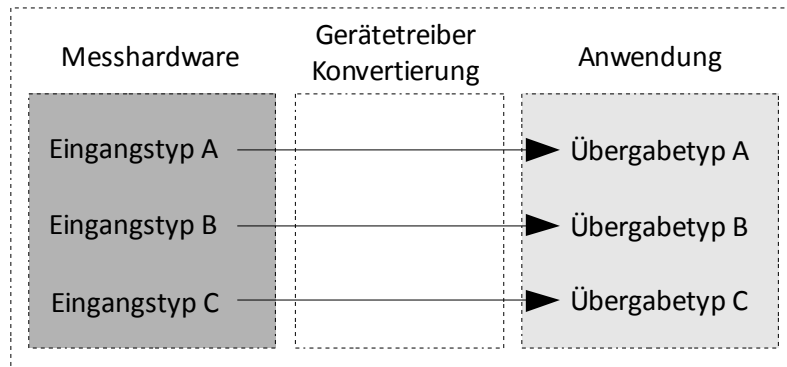 Messhardware
Gerätetreiber
Konvertierung
Anwendung
Eingangstyp A
Übergabetyp A
Eingangstyp B
Übergabetyp B
Eingangstyp C
Übergabetyp C